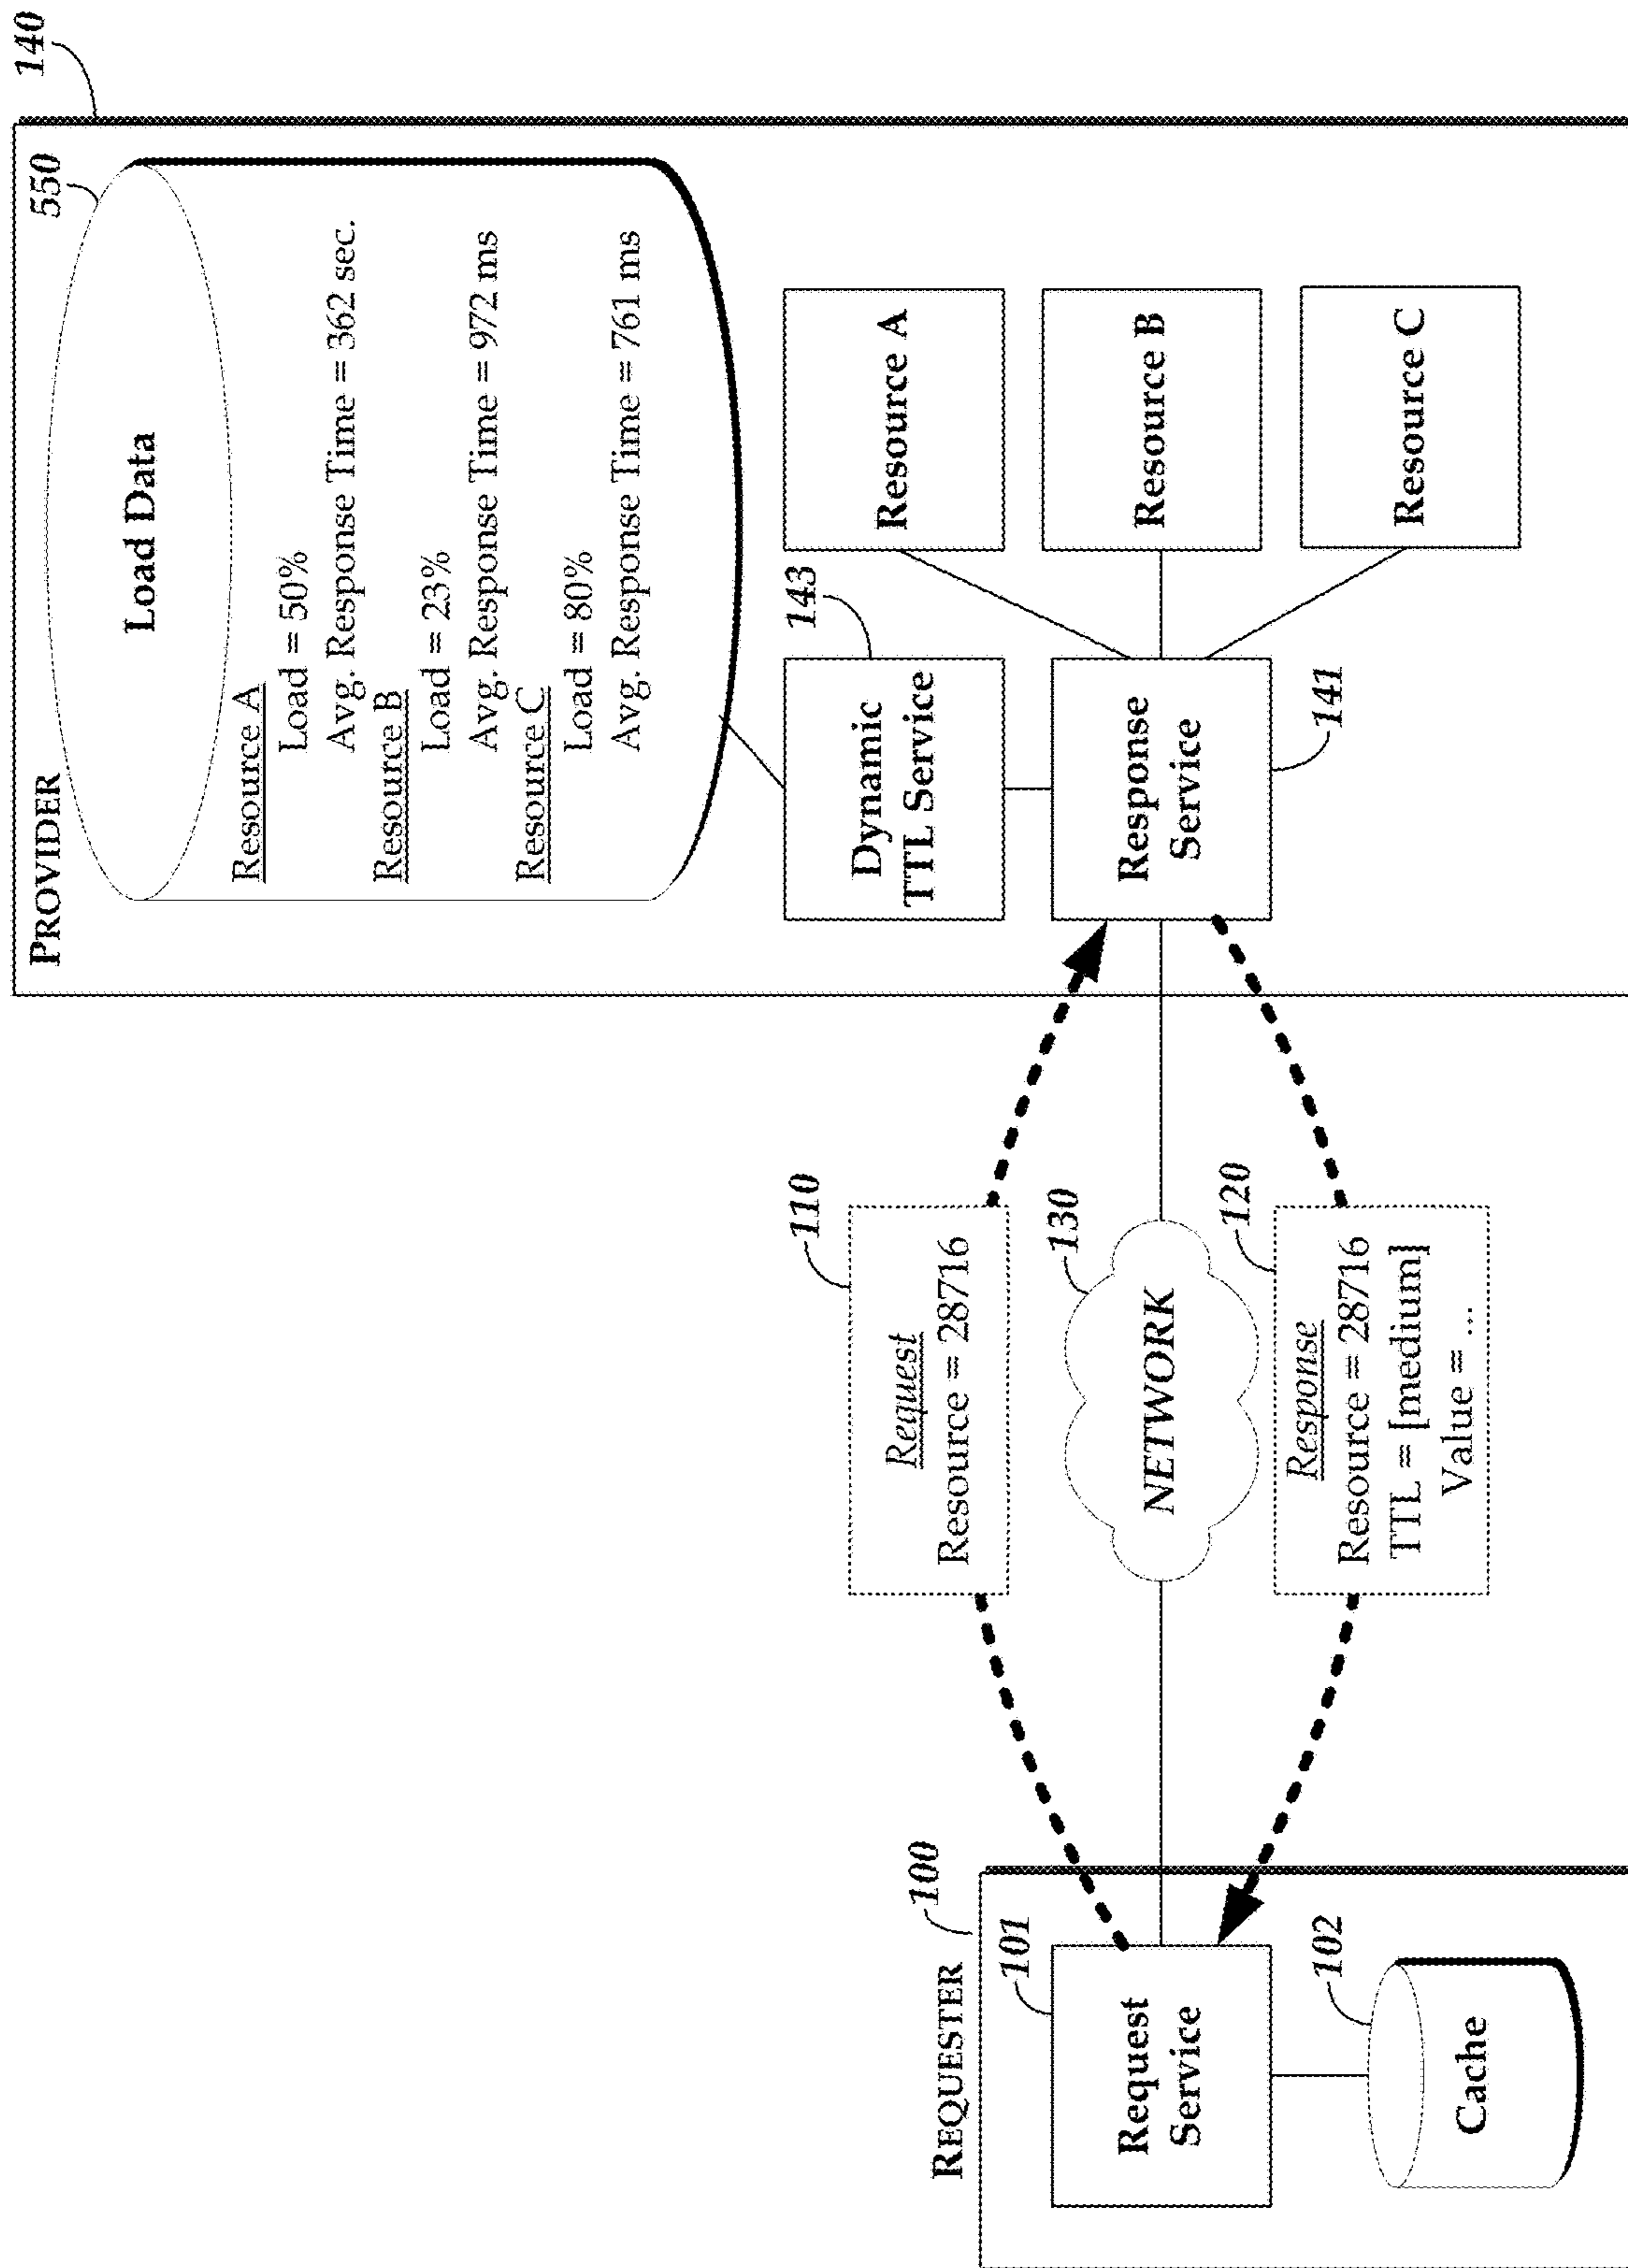 REQUESTER
100
101
Request
Service
102
Cache
110
Request
Resource = 28716
130
NETWORK
120
Response
Resource = 28716
TTL = [medium]
Value = ...
PROVIDER
140
550
Load Data
Resource A
Load = 50%
Avg. Response Time = 362 sec.
Resource B
Load = 23%
Avg. Response Time = 972 ms
Resource C
Load = 80%
Avg. Response Time = 761 ms
143
Dynamic
TTL Service
Response
Service
141
Resource A
Resource B
Resource C